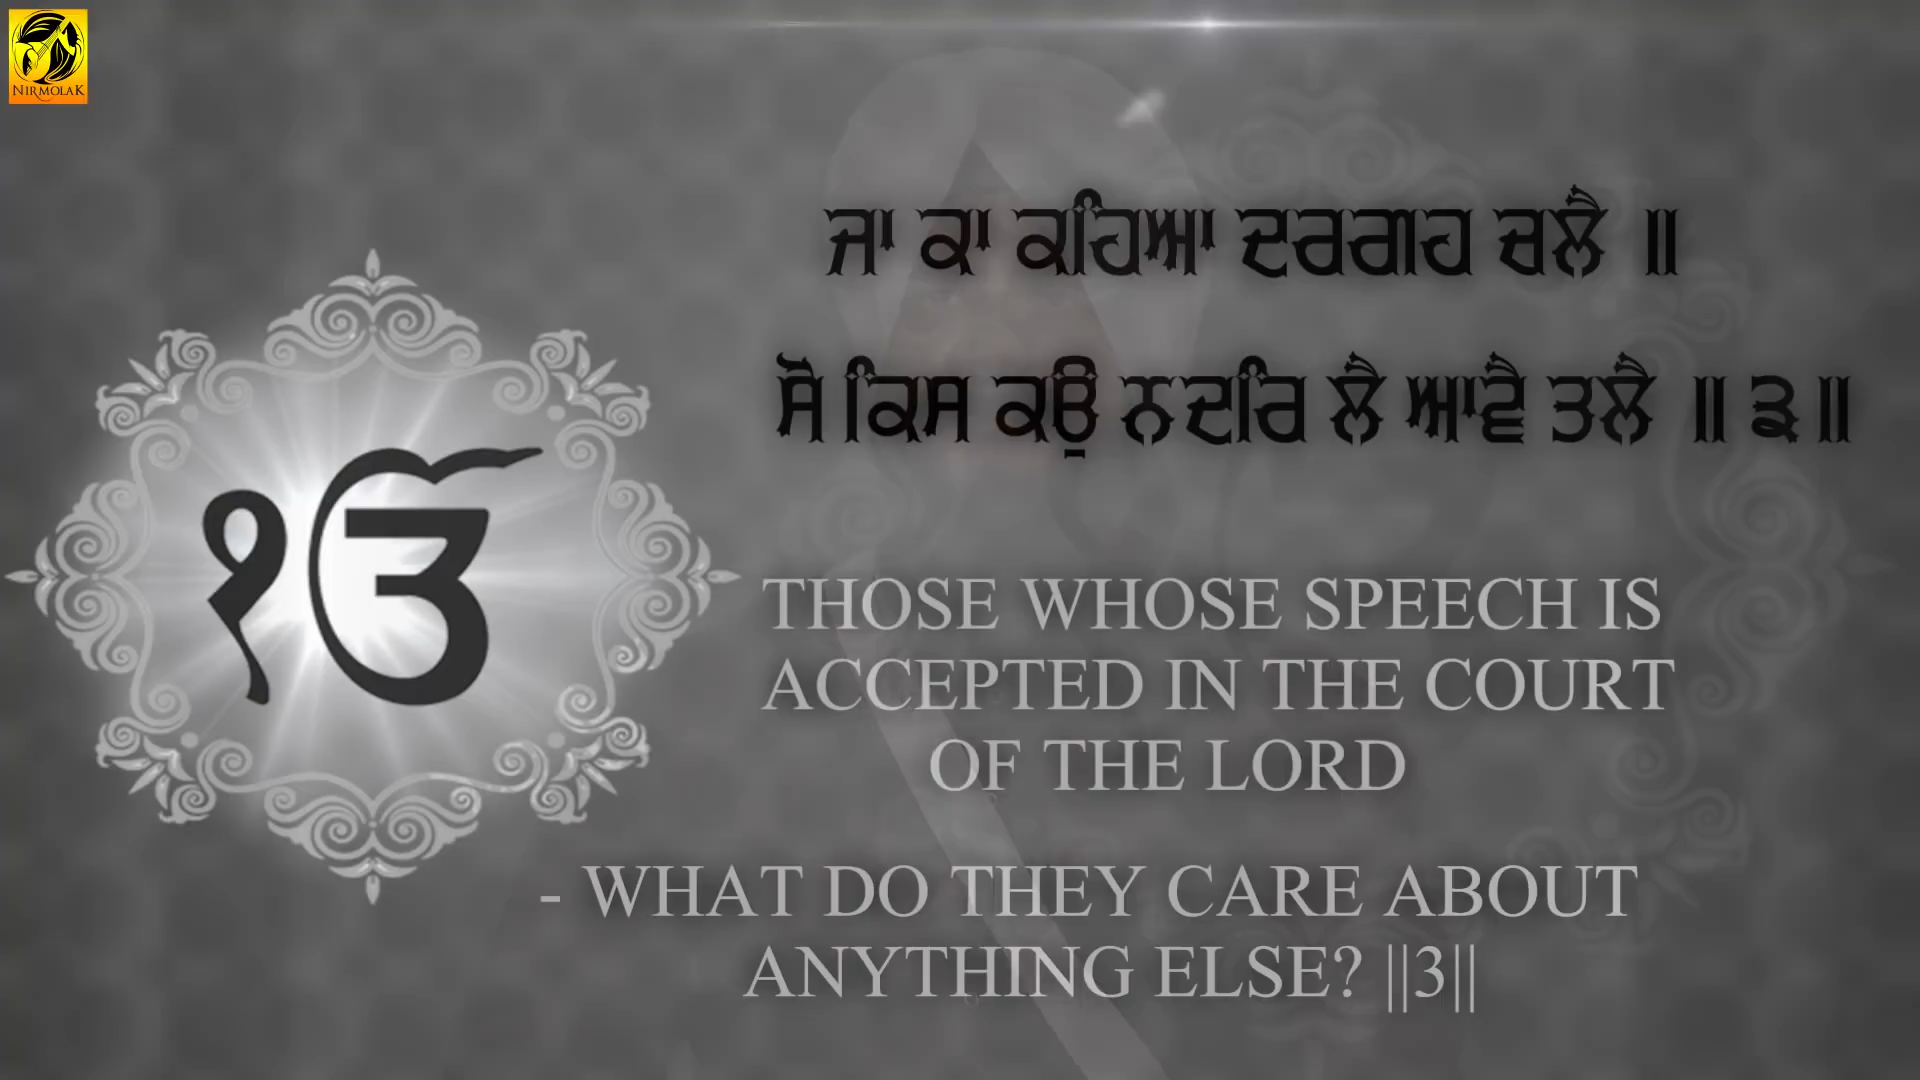 NIRMOLAK
ਜਾ ਕਾ ਕਹਿਆ ਦਰਗਹ ਚਲੈ ॥
ਸੋ ਕਿਸ ਕਉ ਨਦਰਿ ਲੈ ਆਵੈ ਤਲੈ ॥੩॥
ੴ
THOSE WHOSE SPEECH IS
ACCEPTED IN THE COURT
OF THE LORD
- WHAT DO THEY CARE ABOUT
ANYTHING ELSE? ||3||